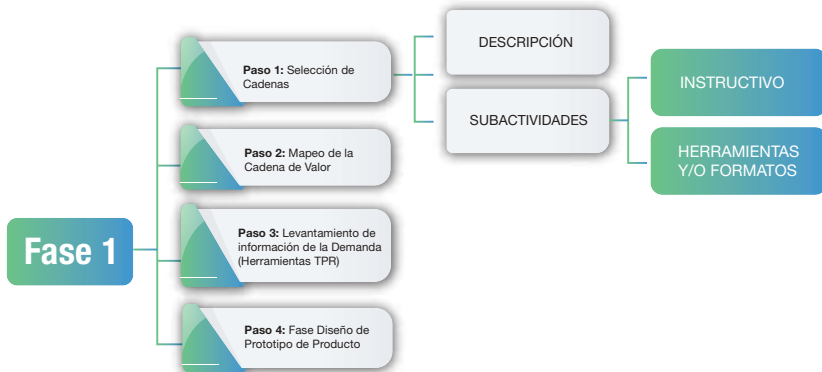 Fase 1
Paso 1: Selección de
Cadenas
Paso 2: Mapeo de la
Cadena de Valor
Paso 3: Levantamiento de
información de la Demanda
(Herramientas TPR)
Paso 4: Fase Diseño de
Prototipo de Producto
DESCRIPCIÓN
SUBACTIVIDADES
INSTRUCTIVO
HERRAMIENTAS
Y/O FORMATOS